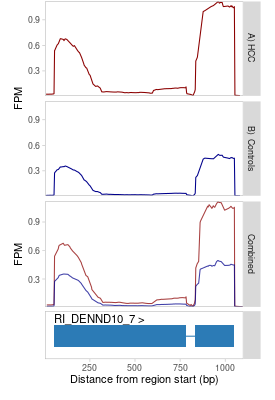 0.9
0.6
0.3
FPM
A) HCC
0.9
0.6
0.3
B) Controls
0.9
0.6
0.3
FPM
Combined
RI_DENND10_7 >
250
500
750
1000
Distance from region start (bp)